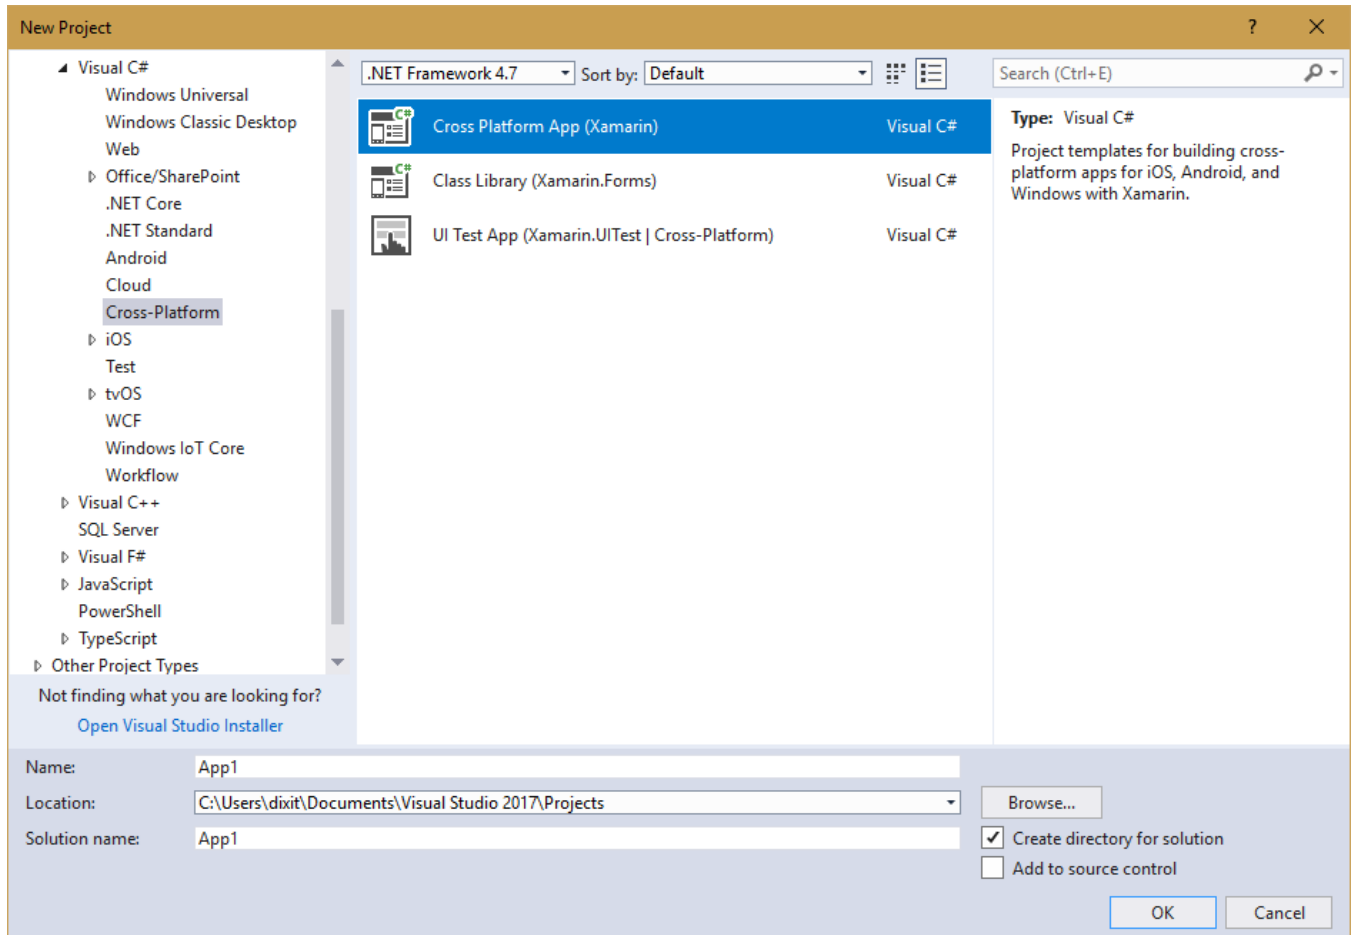 New Project
?
Visual C#
Windows Universal
Windows Classic Desktop
Web
Office/SharePoint
.NET Core
.NET Standard
Android
Cloud
Cross-Platform
iOS
Test
tvOS
WCF
Windows IoT Core
Workflow
Visual C++
SQL Server
Visual F#
JavaScript
PowerShell
TypeScript
Other Project Types
Not finding what you are looking for?
Open Visual Studio Installer
.NET Framework 4.7 Sort by: Default
C# Cross Platform App (Xamarin) Visual C#
C# Class Library (Xamarin.Forms) Visual C#
UI Test App (Xamarin.UITest | Cross-Platform) Visual C#
Search (Ctrl+E)
Type: Visual C#
Project templates for building cross-
platform apps for iOS, Android, and
Windows with Xamarin.
Name: App1
Location: C:\Users\dixit\Documents\Visual Studio 2017\Projects Browse...
Solution name: App1
Create directory for solution
Add to source control
OK Cancel